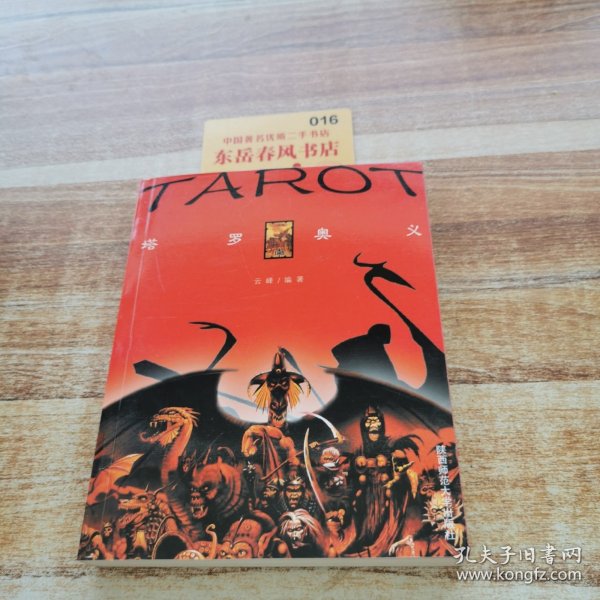 016
中国著名优质二手书店
东岳春风书店
TAROT
塔罗奥义
云峰/编著
陕西师范大学出版社
孔夫子旧书网
www.kongfz.com